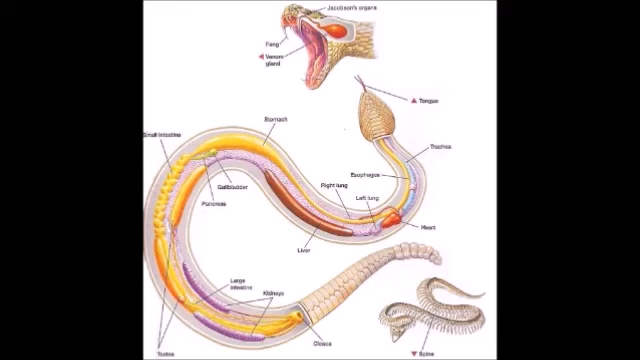 Jacobson's organs
Fang
Venom
gland
Tongue
Stomach
Small intestine
Trachea
Esophagus
Right lung
Gallbladder
Left lung
Pancreas
Heart
Liver
Large
intestine
Kidneys
Cloaca
Testes
Spine